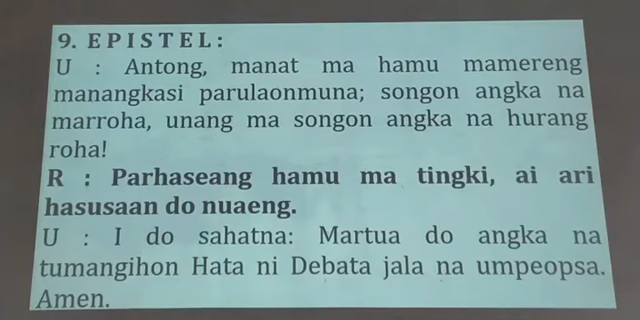 9. E P I S T E L :
U : Antong, manat ma hamu mamereng
manangkasi parulaonmuna; songon angka na
marroha, unang ma songon angka na hurang
roha!
R : Parhaseang hamu ma tingki, ai ari
hasusaan do nuaeng.
U : I do sahatna: Martua do angka na
tumangihon Hata ni Debata jala na umpeopsa.
Amen.